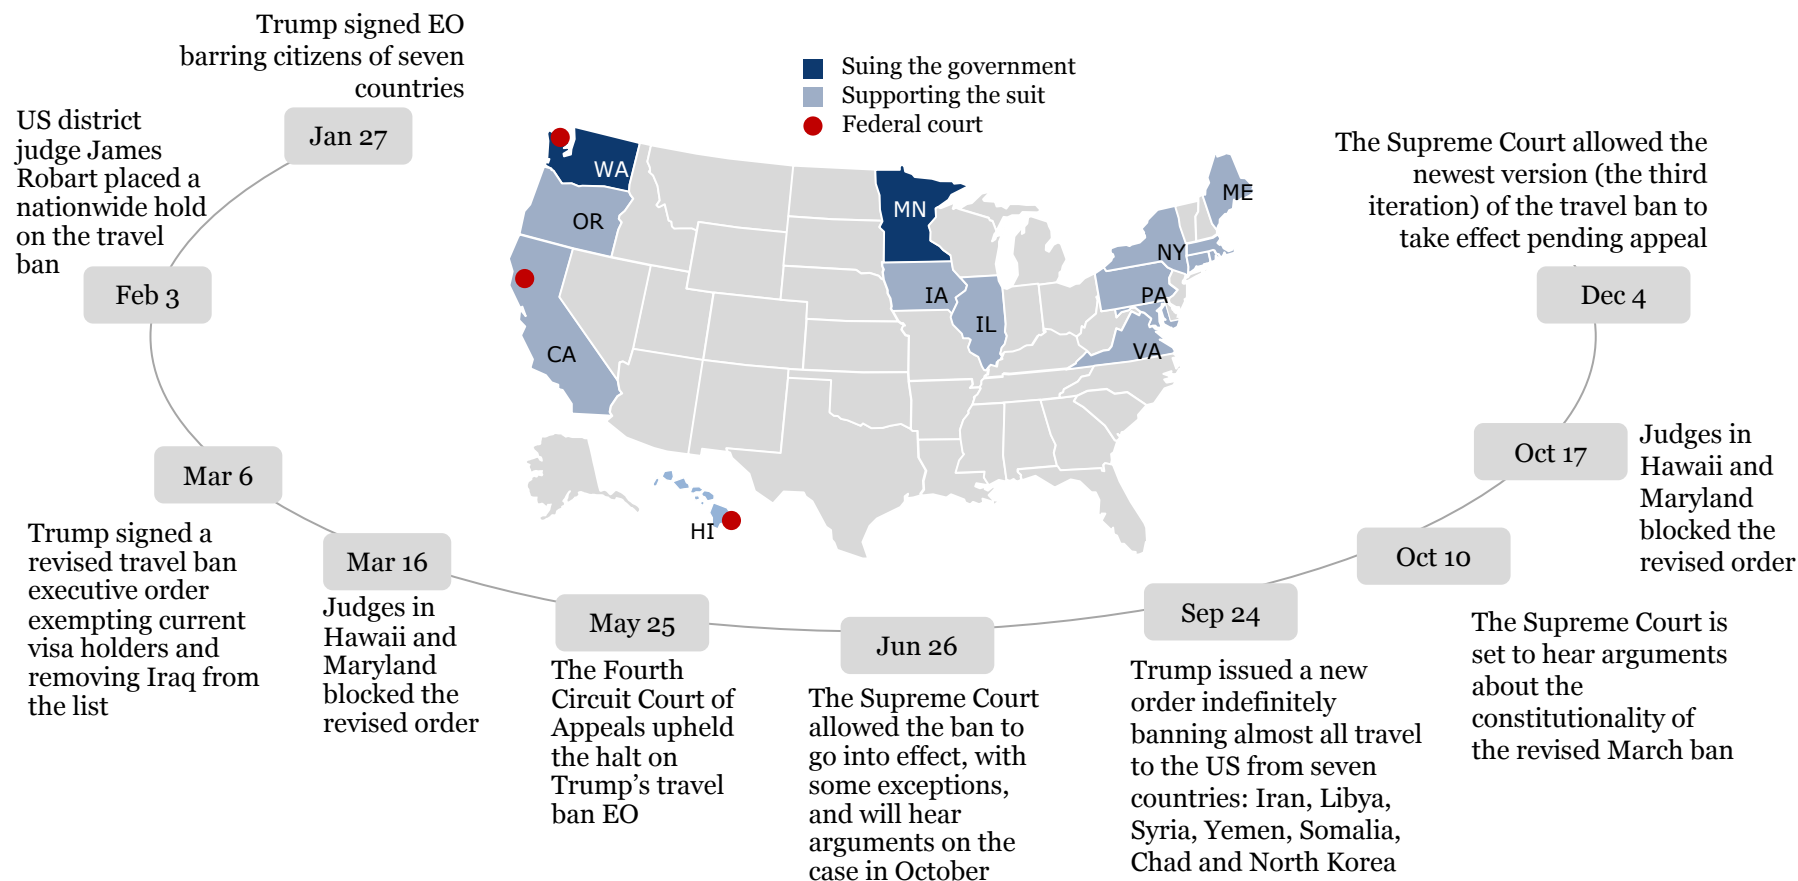 Trump signed EO
barring citizens of seven
countries
Jan 27
US district
judge James
Robart placed a
nationwide hold
on the travel
ban
Feb 3
Mar 6
Trump signed a
revised travel ban
executive order
exempting current
visa holders and
removing Iraq from
the list
Mar 16
Judges in
Hawaii and
Maryland
blocked the
revised order
May 25
The Fourth
Circuit Court of
Appeals upheld
the halt on
Trump’s travel
ban EO
Jun 26
The Supreme Court
allowed the ban to
go into effect, with
some exceptions,
and will hear
arguments on the
case in October
Sep 24
Trump issued a new
order indefinitely
banning almost all travel
to the US from seven
countries: Iran, Libya,
Syria, Yemen, Somalia,
Chad and North Korea
Oct 10
The Supreme Court is
set to hear arguments
about the
constitutionality of
the revised March ban
Oct 17
Judges in
Hawaii and
Maryland
blocked the
revised order
Dec 4
The Supreme Court allowed the
newest version (the third
iteration) of the travel ban to
take effect pending appeal
Suing the government
Supporting the suit
Federal court
WA
OR
CA
MN
IA
IL
ME
NY
PA
VA
HI